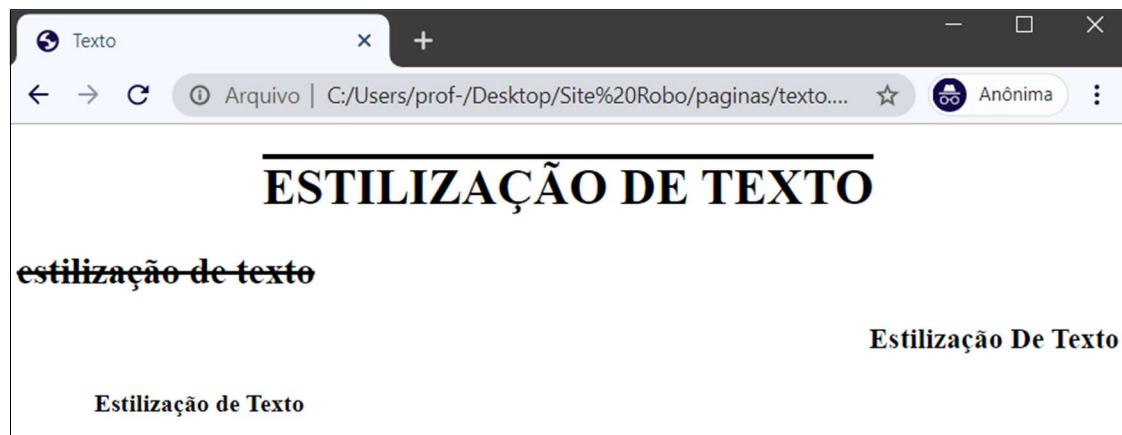 Texto
Arquivo | C:/Users/prof-/Desktop/Site%20Robo/paginas/texto.... Anônima
ESTILIZAÇÃO DE TEXTO
estilização de texto
Estilização De Texto
Estilização de Texto